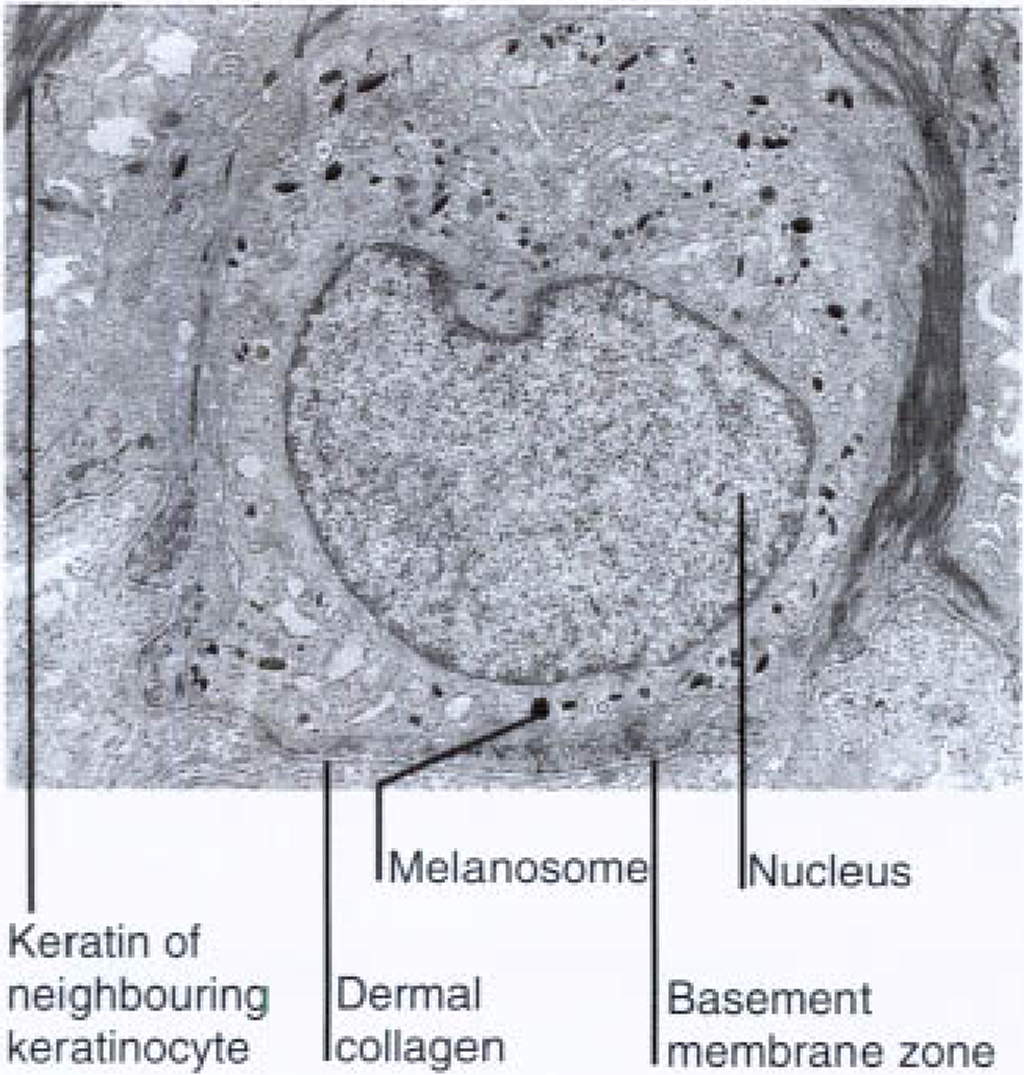 Melanosome
Nucleus
Keratin of
neighbouring
keratinocyte
Dermal
collagen
Basement
membrane zone